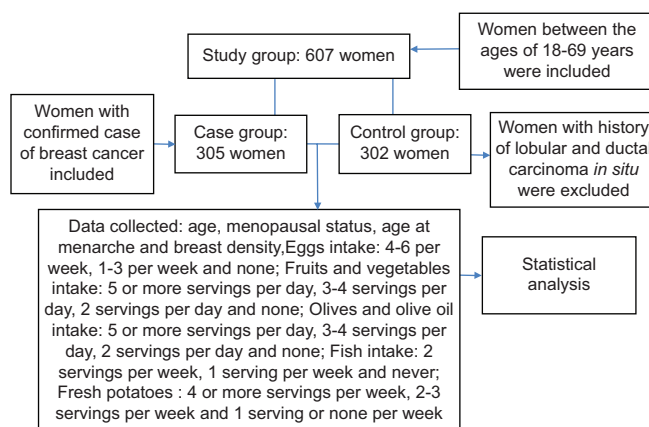 Study group: 607 women
Women between the
ages of 18-69 years
were included
Women with
confirmed case
of breast cancer
included
Case group:
305 women
Control group:
302 women
Women with history
of lobular and ductal
carcinoma in situ
were excluded
Data collected: age, menopausal status, age at
menarche and breast density,Eggs intake: 4-6 per
week, 1-3 per week and none; Fruits and vegetables
intake: 5 or more servings per day, 3-4 servings per
day, 2 servings per day and none; Olives and olive oil
intake: 5 or more servings per day, 3-4 servings per
day, 2 servings per day and none; Fish intake: 2
servings per week, 1 serving per week and never;
Fresh potatoes : 4 or more servings per week, 2-3
servings per week and 1 serving or none per week
Statistical
analysis